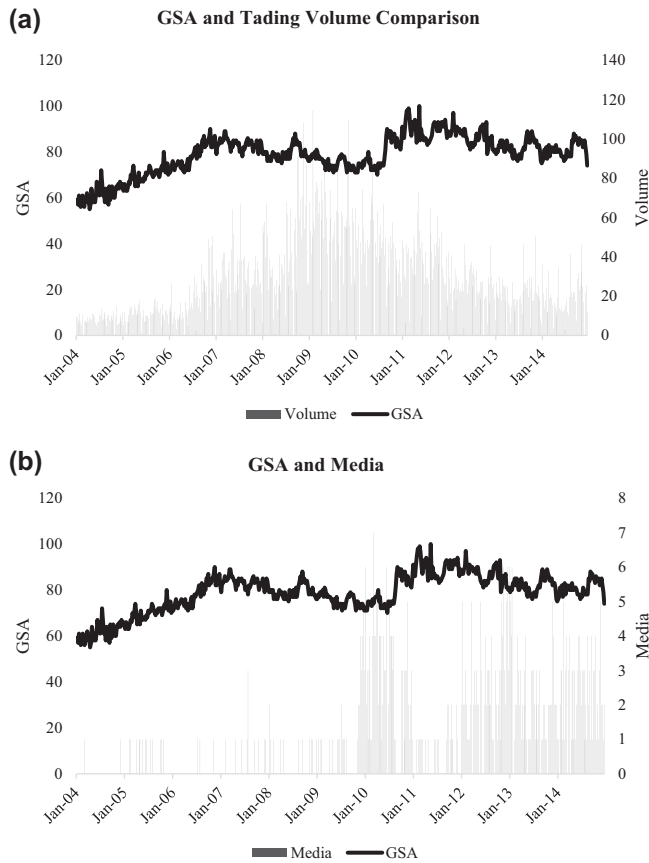 (a)
GSA and Tading Volume Comparison
120
100
80
60
40
20
0
GSA
140
120
100
80
60
40
20
0
Volume
Jan-04
Jan-05
Jan-06
Jan-07
Jan-08
Jan-09
Jan-10
Jan-11
Jan-12
Jan-13
Jan-14
Volume GSA
(b)
GSA and Media
120
100
80
60
40
20
0
GSA
8
7
6
5
4
3
2
1
0
Media
Jan-04
Jan-05
Jan-06
Jan-07
Jan-08
Jan-09
Jan-10
Jan-11
Jan-12
Jan-13
Jan-14
Media GSA